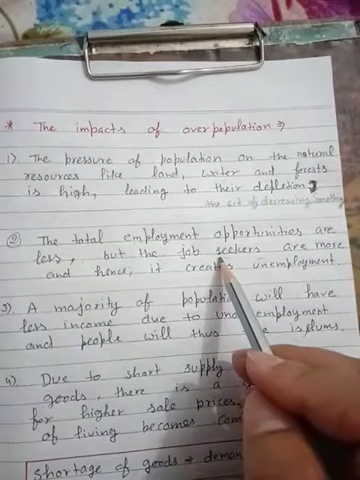 * The impacts of overpopulation ⇒
1) The pressure of population on the natural
resources like land, water and forests
is high, leading to their depletion.
the act of decreasing something
② The total employment opportunities are
less, but the job seekers are more
and hence, it creates unemployment.
3) A majority of population will have
less income due to unemployment
and people will thus in slums.
4) Due to short supply
goods, there is a
for higher sale prices.
of living becomes
Shortage of goods → demand